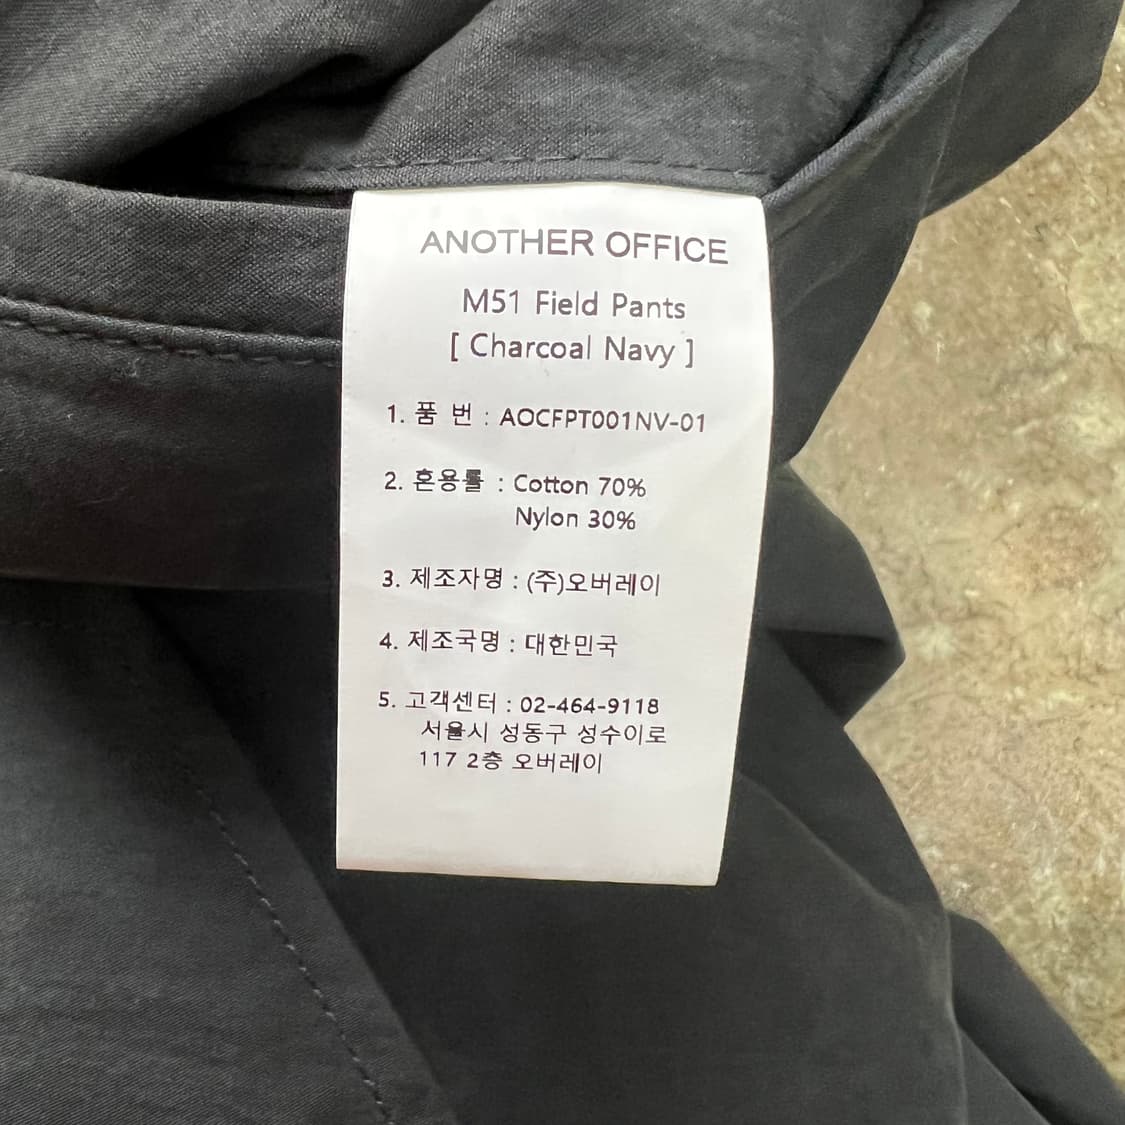 ANOTHER OFFICE
M51 Field Pants
[ Charcoal Navy ]
1. 품 번 : AOCFPT001NV-01
2. 혼용률 : Cotton 70%
Nylon 30%
3. 제조자명 : (주)오버레이
4. 제조국명 : 대한민국
5. 고객센터 : 02-464-9118
서울시 성동구 성수이로
117 2층 오버레이